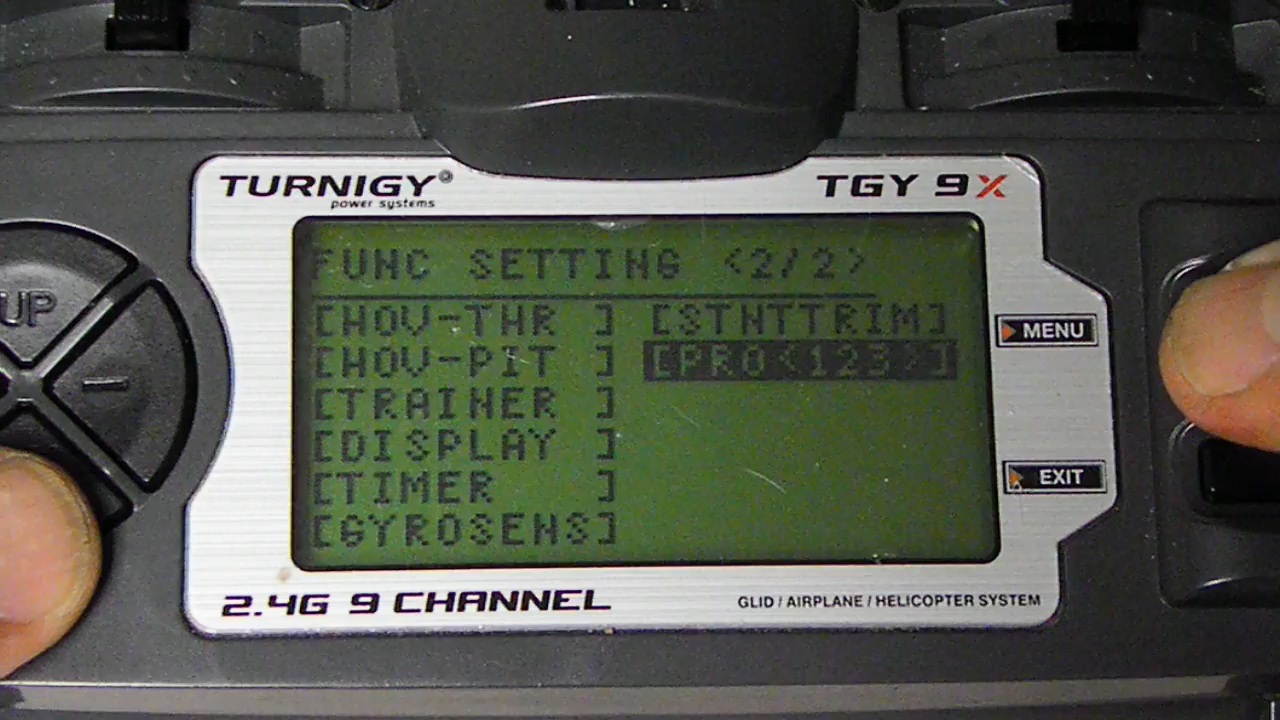 TURNIGY
power systems
TGY 9X
FUNC SETTING <2/2>
[HOV-THR ] [STNTTRIM]
[HOV-PIT ] [PRO<123>]
[TRAINER ]
[DISPLAY ]
[TIMER ]
[GYROSENS]
MENU
EXIT
UP
—
2.4G 9 CHANNEL
GLID / AIRPLANE / HELICOPTER SYSTEM